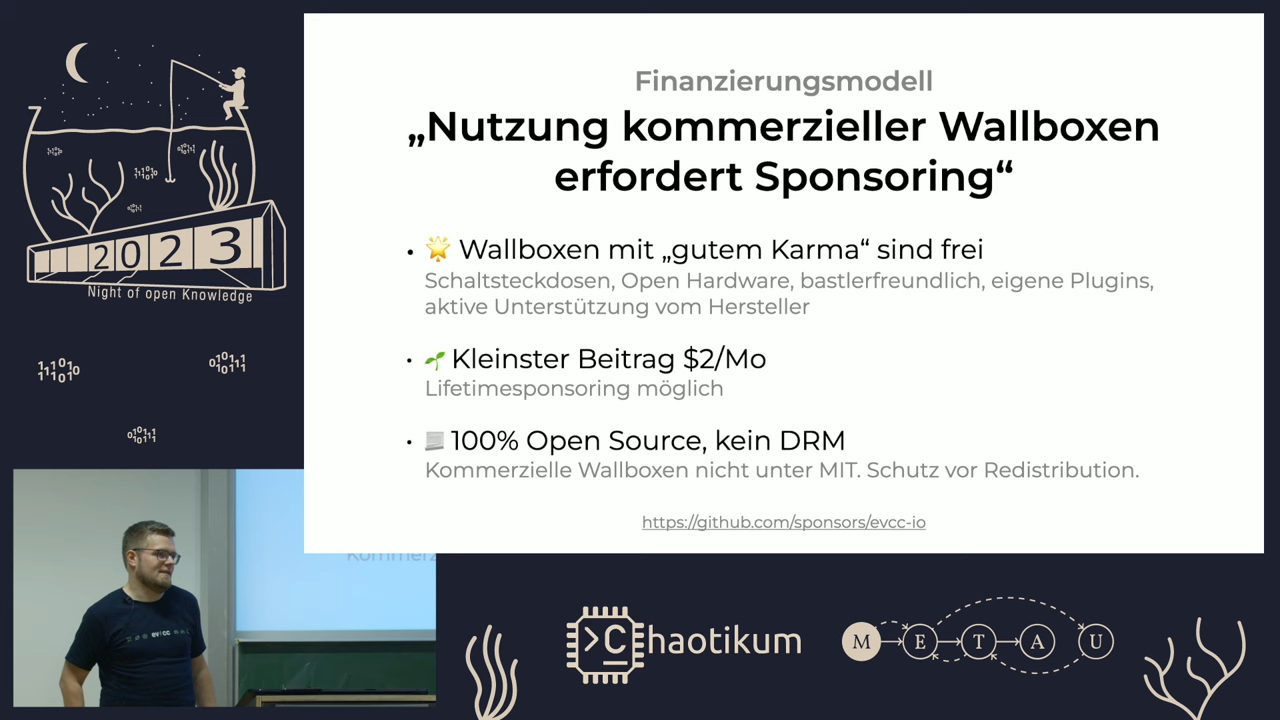 2023
Night of open Knowledge
Finanzierungsmodell
„Nutzung kommerzieller Wallboxen
erfordert Sponsoring“
• 🌟 Wallboxen mit „gutem Karma“ sind frei
Schaltsteckdosen, Open Hardware, bastlerfreundlich, eigene Plugins,
aktive Unterstützung vom Hersteller
• 🌱 Kleinster Beitrag $2/Mo
Lifetimesponsoring möglich
• 📃 100% Open Source, kein DRM
Kommerzielle Wallboxen nicht unter MIT. Schutz vor Redistribution.
https://github.com/sponsors/evcc-io
evcc
>C haotikum
M E T A U